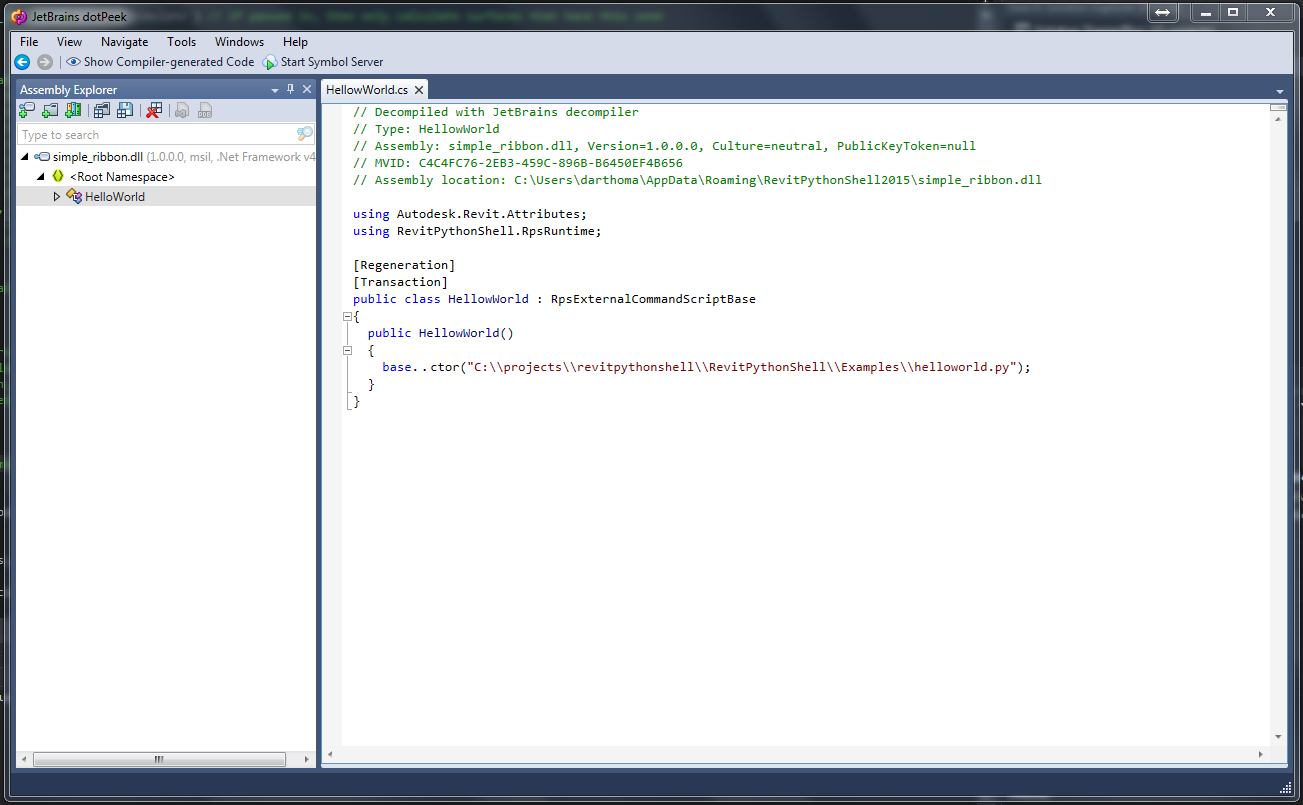 JetBrains dotPeek
File View Navigate Tools Windows Help
Show Compiler-generated Code Start Symbol Server
Assembly Explorer
Type to search
simple_ribbon.dll (1.0.0.0, msil, .Net Framework v4
<Root Namespace>
HelloWorld
HellowWorld.cs
// Decompiled with JetBrains decompiler
// Type: HellowWorld
// Assembly: simple_ribbon.dll, Version=1.0.0.0, Culture=neutral, PublicKeyToken=null
// MVID: C4C4FC76-2EB3-459C-896B-B6450EF4B656
// Assembly location: C:\Users\darthoma\AppData\Roaming\RevitPythonShell2015\simple_ribbon.dll
using Autodesk.Revit.Attributes;
using RevitPythonShell.RpsRuntime;
[Regeneration]
[Transaction]
public class HellowWorld : RpsExternalCommandScriptBase
{
public HellowWorld()
{
base..ctor("C:\\projects\\revitpythonshell\\RevitPythonShell\\Examples\\helloworld.py");
}
}